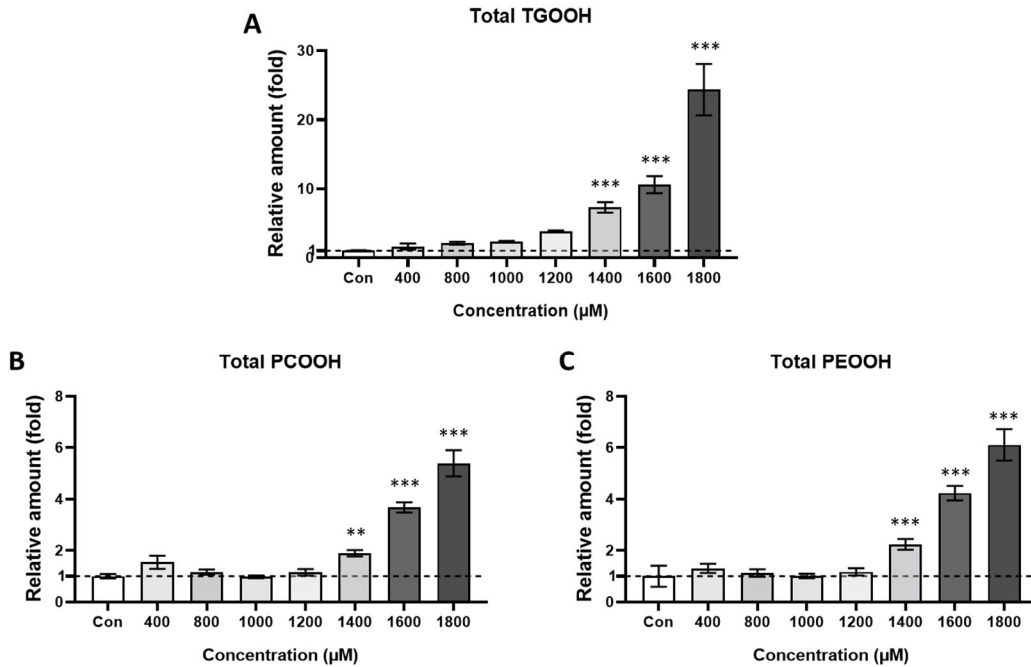 A
Total TGOOH
Relative amount (fold)
30
20
10
1
0
***
***
***
Con 400 800 1000 1200 1400 1600 1800
Concentration (µM)
B
Total PCOOH
Relative amount (fold)
8
6
4
2
1
0
**
***
***
Con 400 800 1000 1200 1400 1600 1800
Concentration (µM)
C
Total PEOOH
Relative amount (fold)
8
6
4
2
1
0
***
***
***
Con 400 800 1000 1200 1400 1600 1800
Concentration (µM)